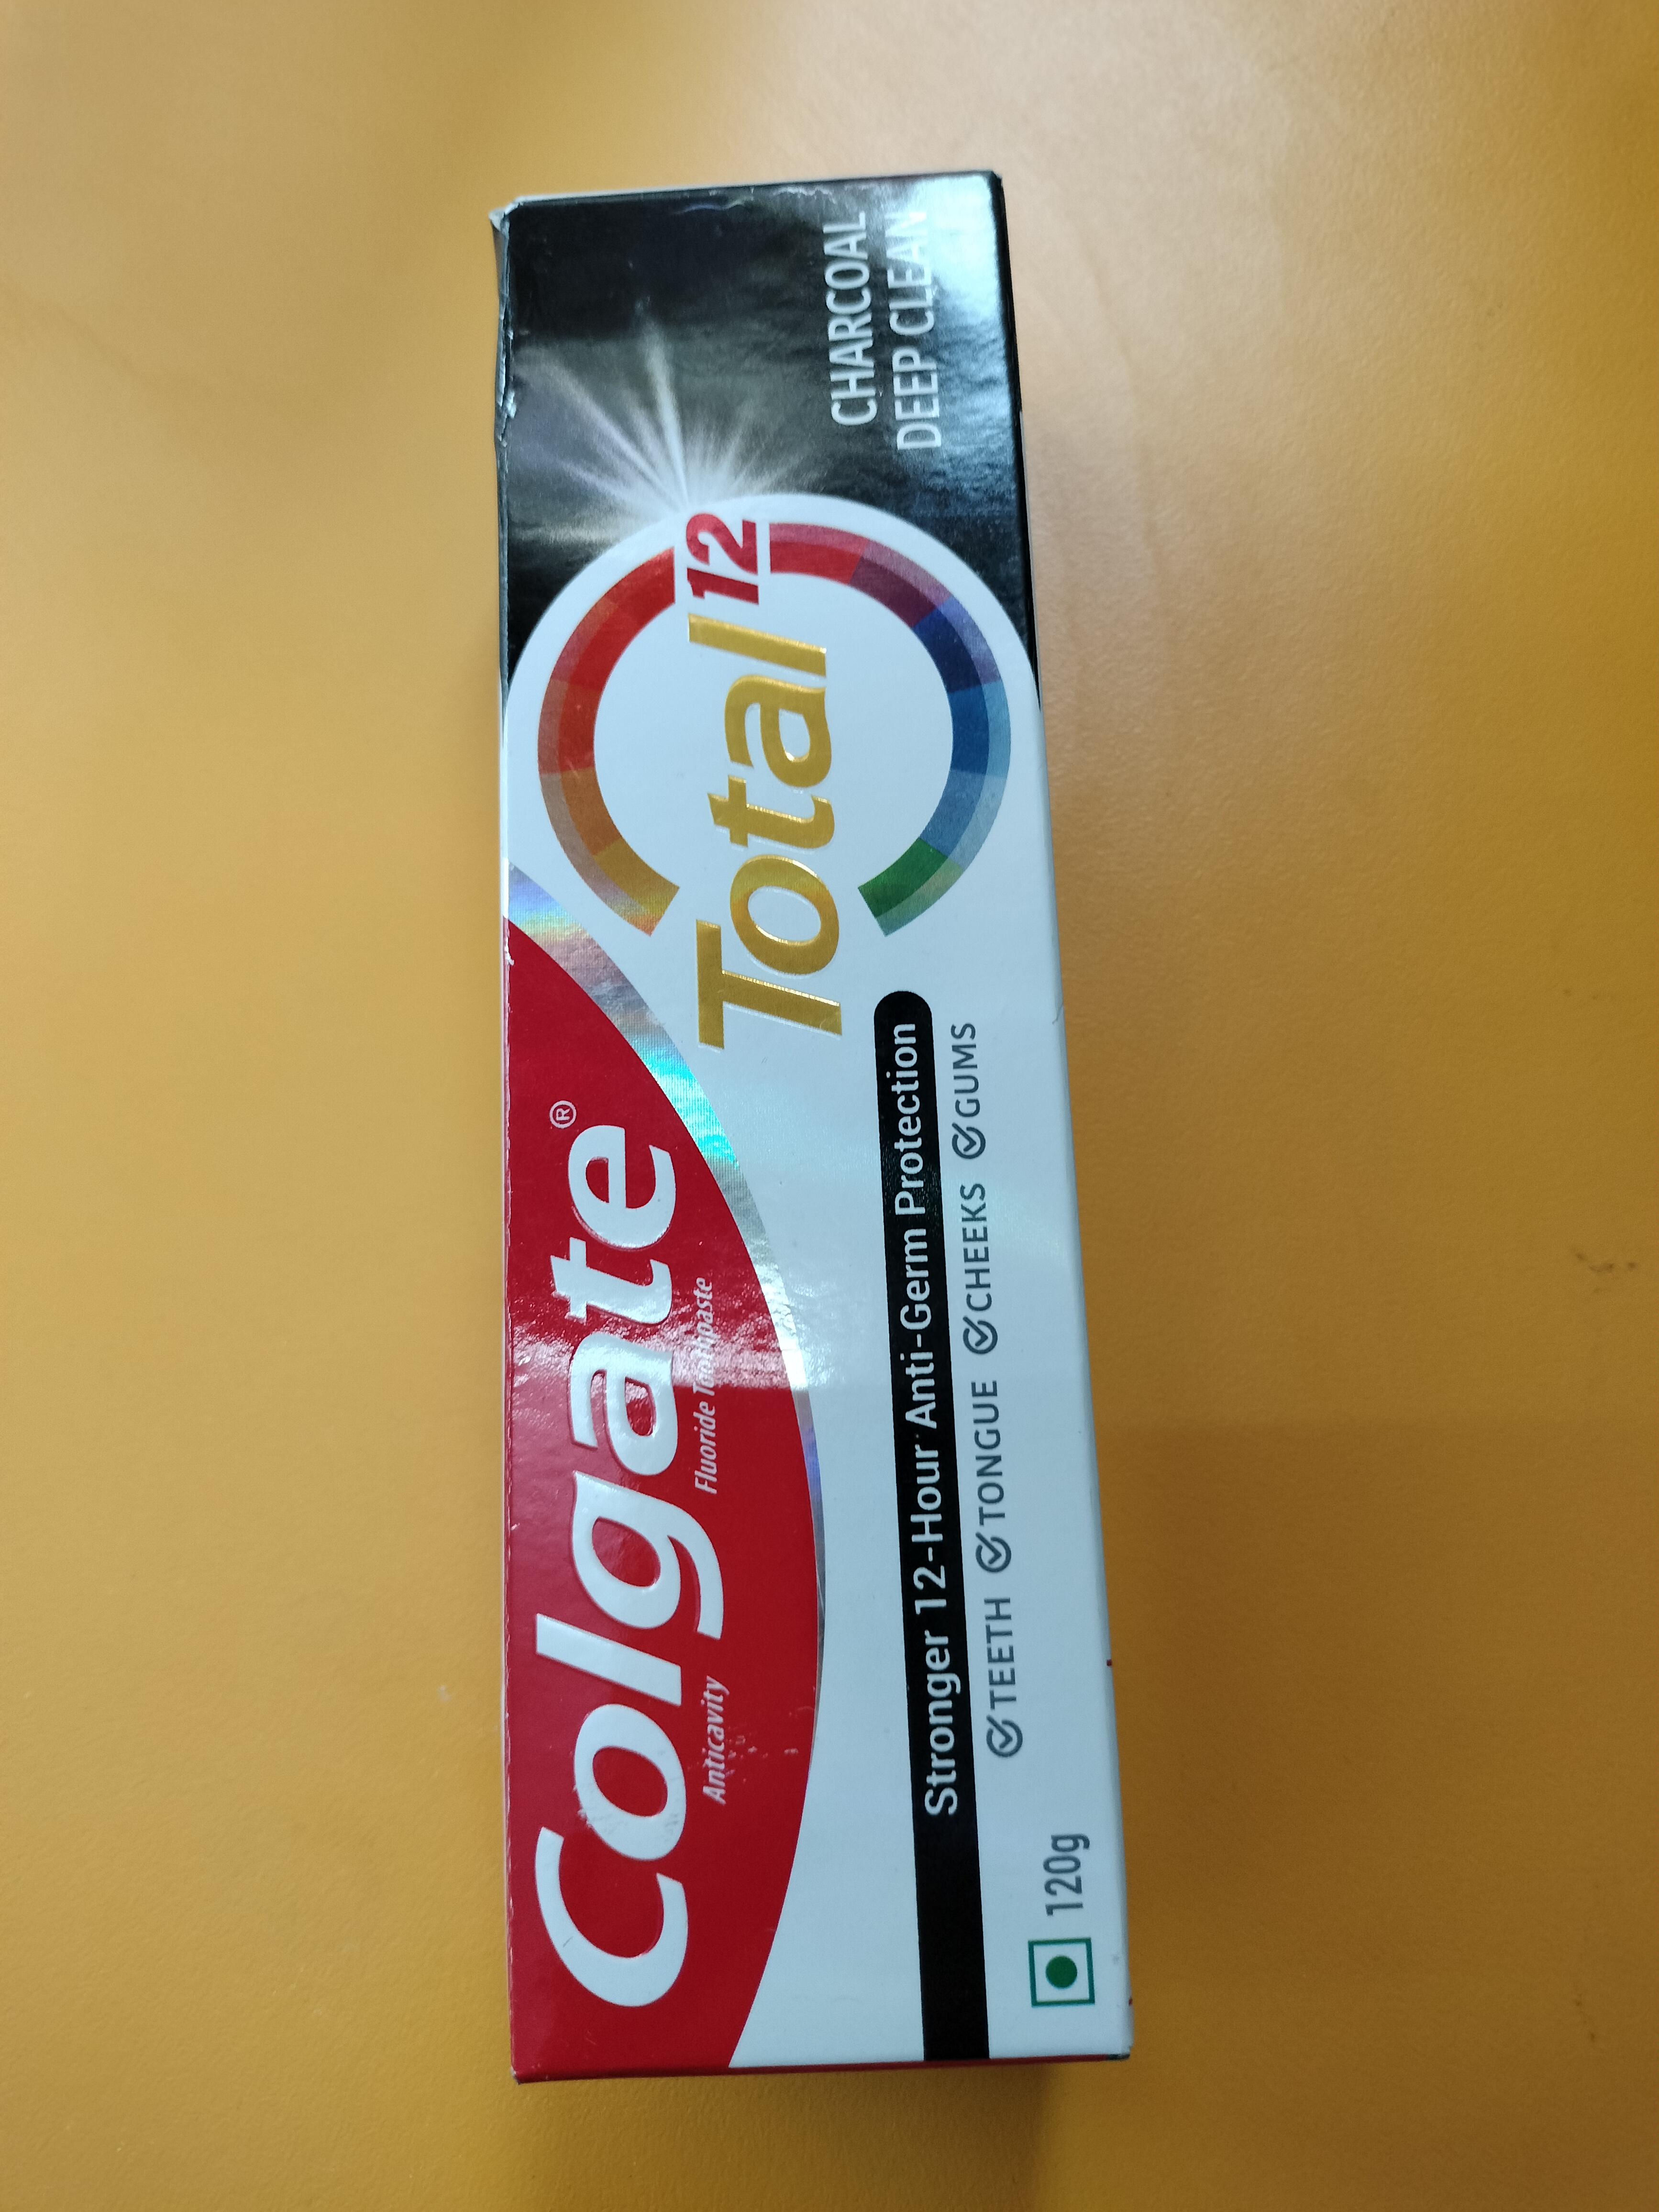 Colgate®
Anticavity Fluoride Toothpaste
Total 12
CHARCOAL
DEEP CLEAN
Stronger 12-Hour Anti-Germ Protection
TEETH TONGUE CHEEKS GUMS
120g